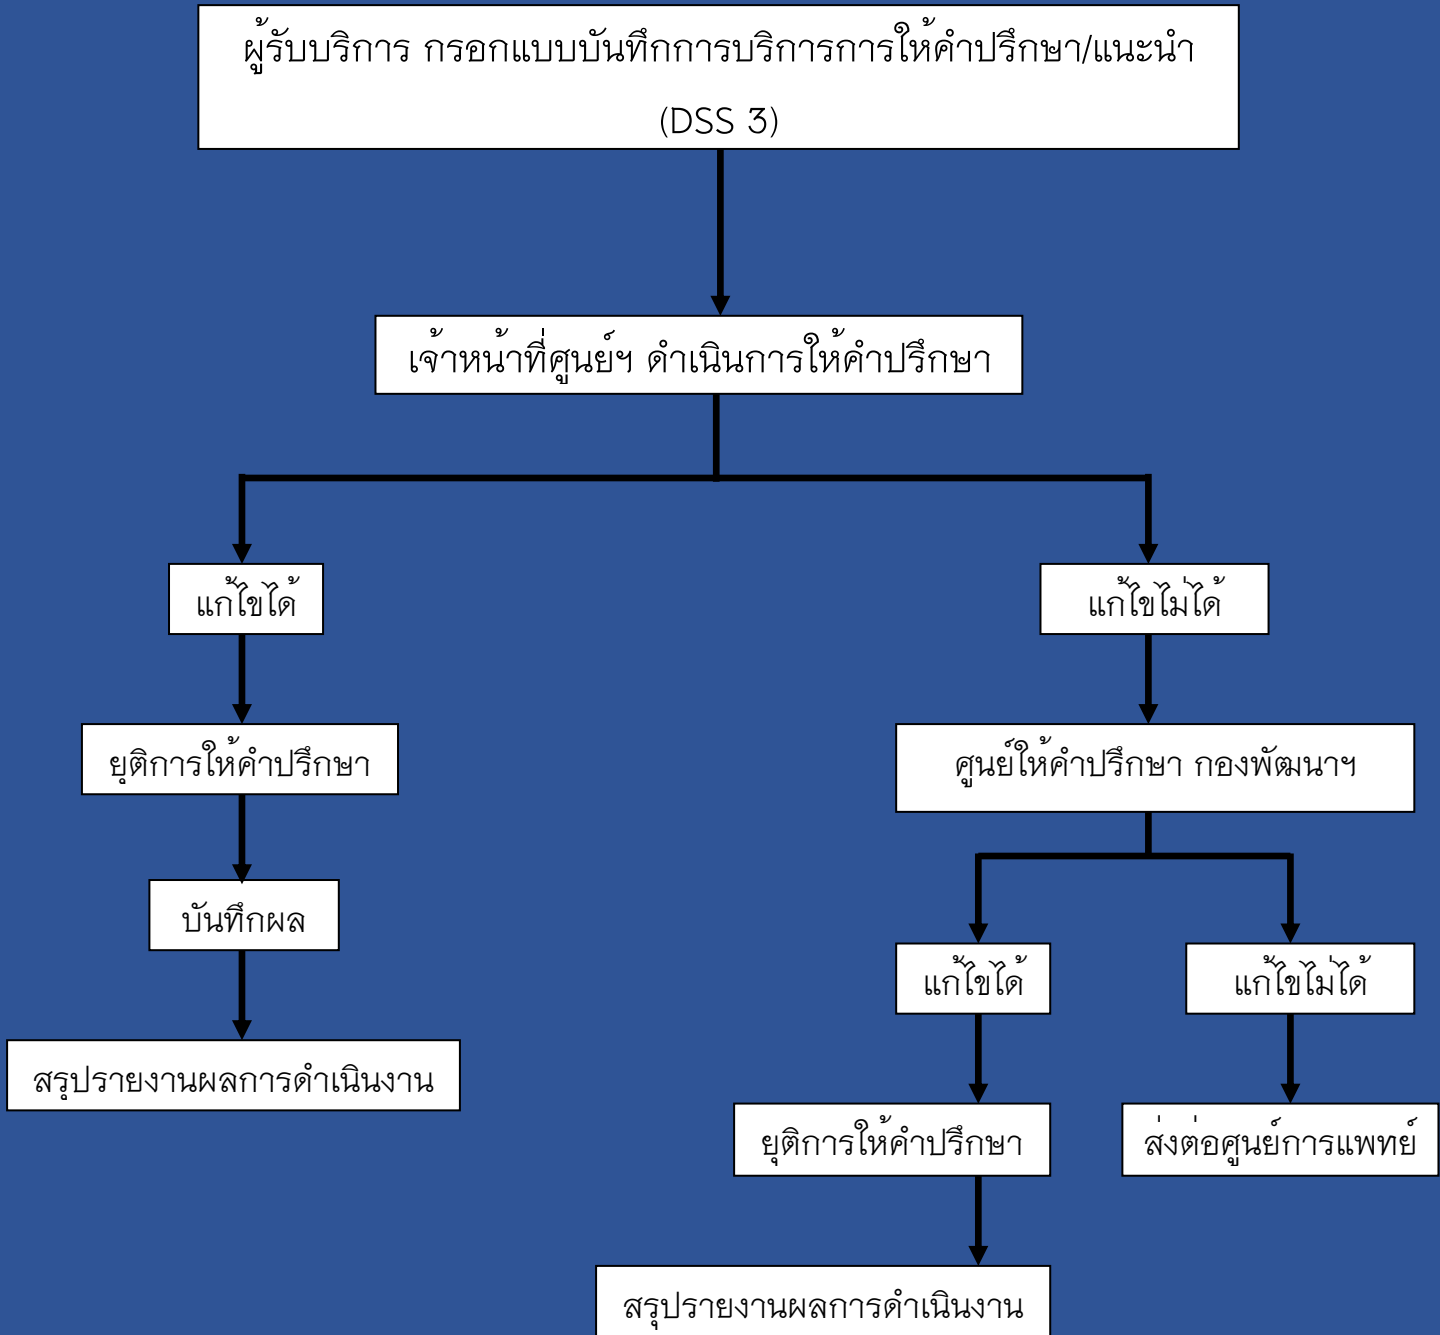 ผู้รับบริการ กรอกแบบบันทึกการบริการการให้คำปรึกษา/แนะนำ
(DSS 3)
เจ้าหน้าที่ศูนย์ฯ ดำเนินการให้คำปรึกษา
แก้ไขได้
แก้ไขไม่ได้
ยุติการให้คำปรึกษา
ศูนย์ให้คำปรึกษา กองพัฒนาฯ
บันทึกผล
แก้ไขได้
แก้ไขไม่ได้
สรุปรายงานผลการดำเนินงาน
ยุติการให้คำปรึกษา
ส่งต่อศูนย์การแพทย์
สรุปรายงานผลการดำเนินงาน